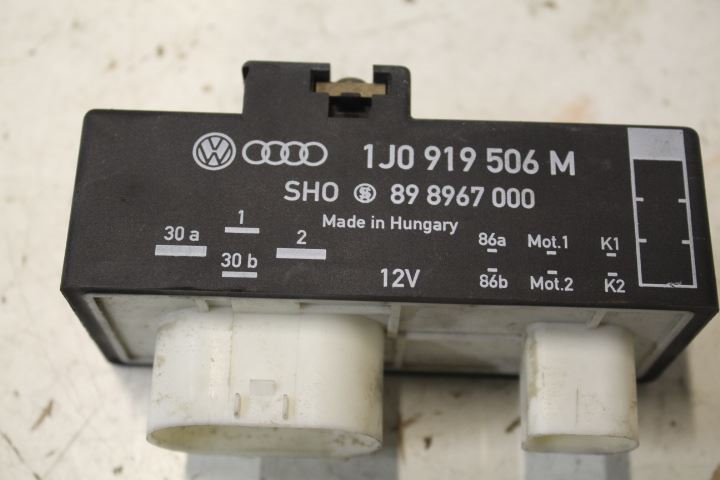 1J0 919 506 M
SHO 89 8967 000
Made in Hungary
30 a 1 2 86a Mot.1 K1
30 b 12V 86b Mot.2 K2